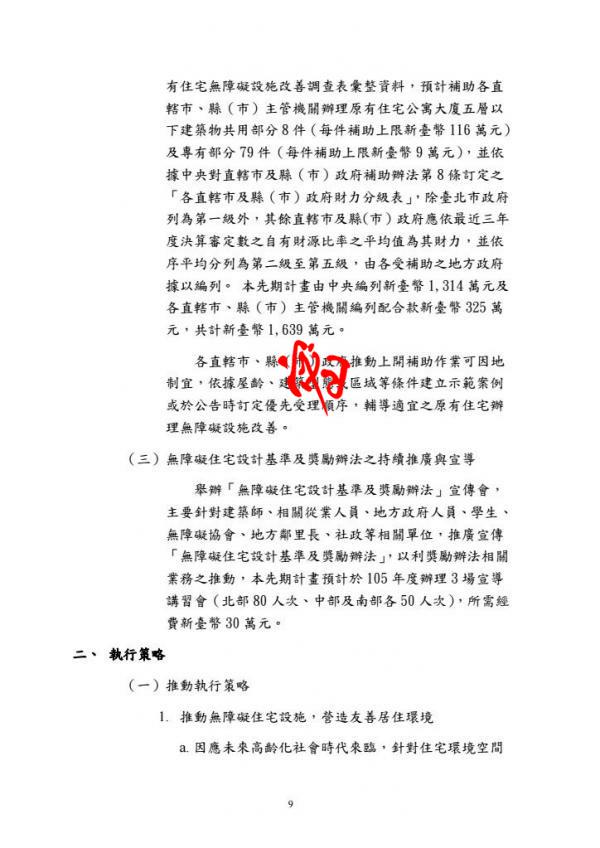 有住宅無障礙設施改善調查表彙整資料，預計補助各直
轄市、縣（市）主管機關辦理原有住宅公寓大廈五層以
下建築物共用部分 8 件（每件補助上限新臺幣 116 萬元）
及專有部分 79 件（每件補助上限新臺幣 9 萬元），並依
據中央對直轄市及縣（市）政府補助辦法第 8 條訂定之
「各直轄市及縣（市）政府財力分級表」，除臺北市政府
列為第一級外，其餘直轄市及縣(市）政府應依最近三年
度決算審定數之自有財源比率之平均值為其財力，並依
序平均分列為第二級至第五級，由各受補助之地方政府
據以編列。 本先期計畫由中央編列新臺幣 1,314 萬元及
各直轄市、縣（市）主管機關編列配合款新臺幣 325 萬
元，共計新臺幣 1,639 萬元。
各直轄市、縣（市）政府推動上開補助作業可因地
制宜，依據屋齡、建築型態或區域等條件建立示範案例
或於公告時訂定優先受理順序，輔導適宜之原有住宅辦
理無障礙設施改善。
（三）無障礙住宅設計基準及獎勵辦法之持續推廣與宣導
舉辦「無障礙住宅設計基準及獎勵辦法」宣傳會，
主要針對建築師、相關從業人員、地方政府人員、學生、
無障礙協會、地方鄰里長、社政等相關單位，推廣宣傳
「無障礙住宅設計基準及獎勵辦法」，以利獎勵辦法相關
業務之推動，本先期計畫預計於 105 年度辦理 3 場宣導
講習會（北部 80 人次、中部及南部各 50 人次），所需經
費新臺幣 30 萬元。
二、 執行策略
（一）推動執行策略
1. 推動無障礙住宅設施，營造友善居住環境
a. 因應未來高齡化社會時代來臨，針對住宅環境空間
9